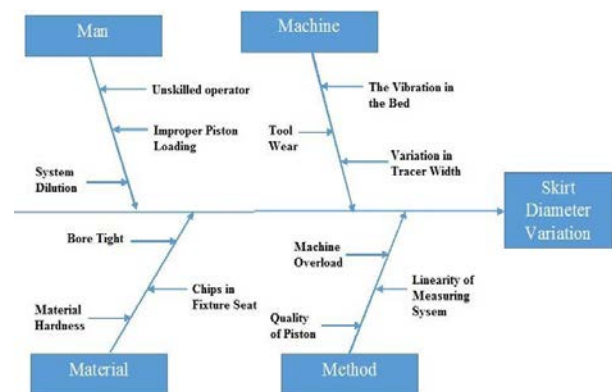 Man
Machine
Unskilled operator
Improper Piston
Loading
System
Dilution
The Vibration in
the Bed
Tool
Wear
Variation in
Tracer Width
Skirt
Diameter
Variation
Bore Tight
Chips in
Fixture Seat
Material
Hardness
Machine
Overload
Linearity of
Measuring
Sysem
Quality
of Piston
Material
Method